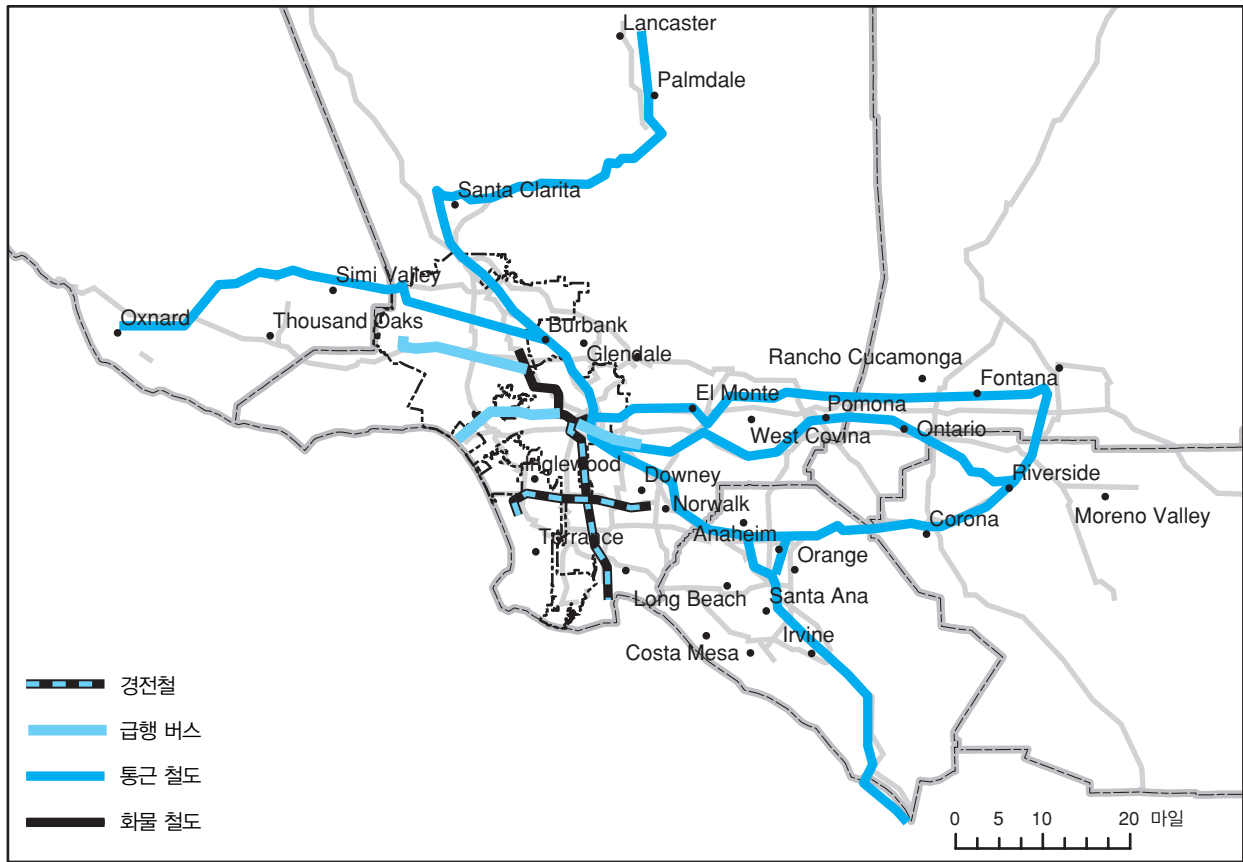 Lancaster
Palmdale
Santa Clarita
Simi Valley
Oxnard
Thousand Oaks
Burbank
Glendale
Rancho Cucamonga
El Monte
Fontana
Pomona
West Covina
Ontario
Inglewood
Downey
Riverside
Norwalk
Moreno Valley
Anaheim
Corona
Torrance
Orange
Long Beach
Santa Ana
Irvine
Costa Mesa
경전철
급행 버스
통근 철도
화물 철도
0 5 10 20 마일